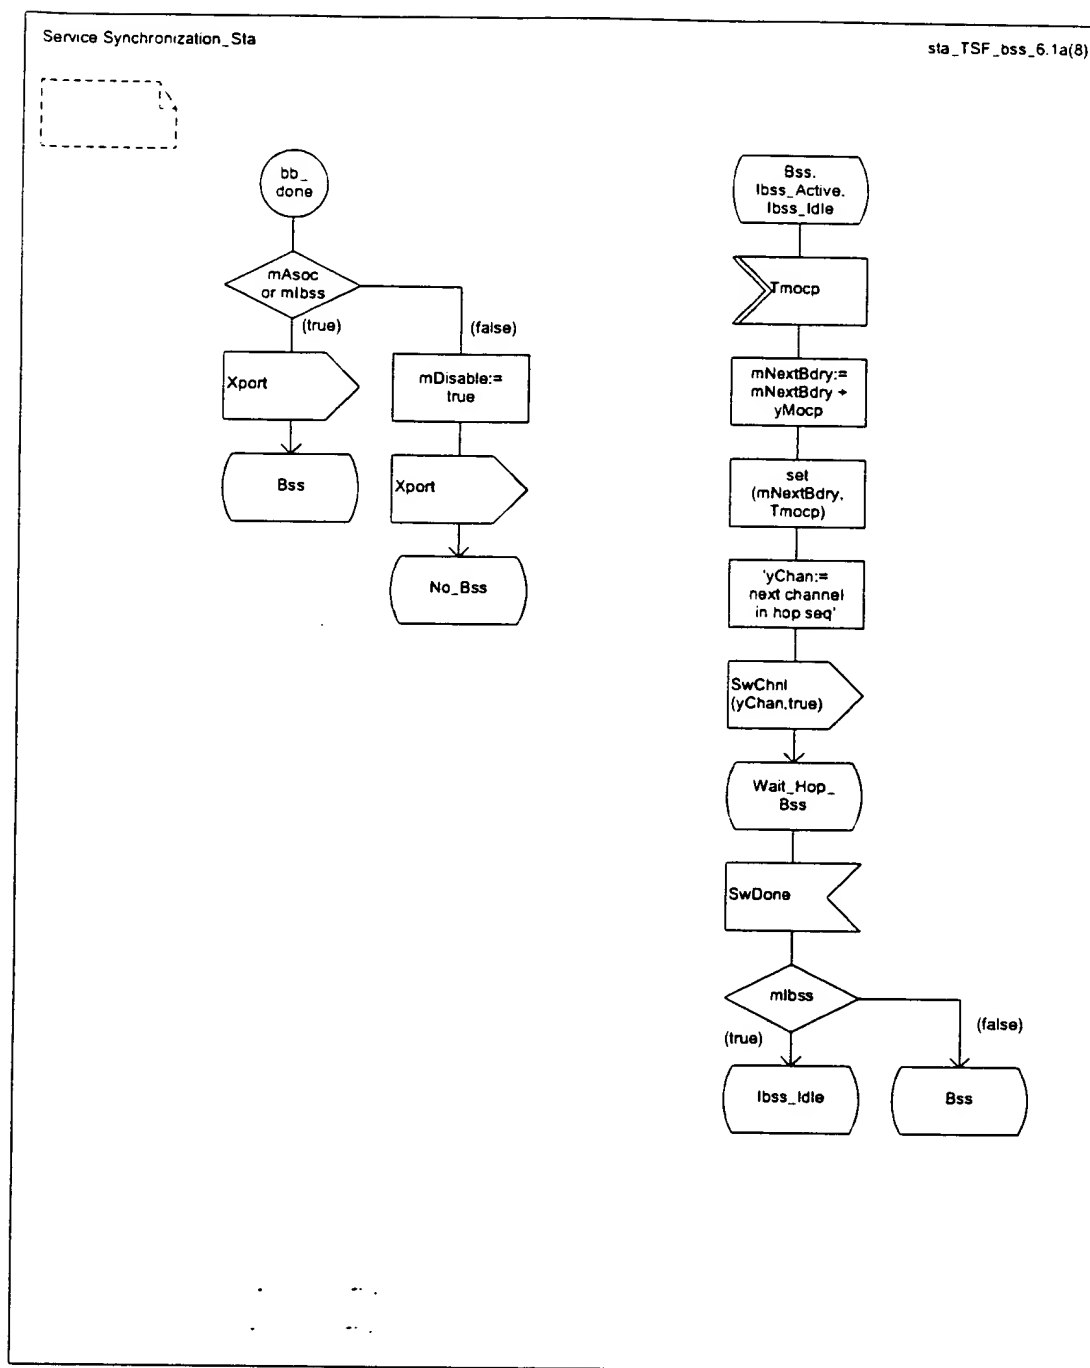 Service Synchronization_Sta
sta_TSF_bss_6.1a(8)
bb_
done
mAsoc
or mIbss
(true)
(false)
Xport
mDisable:=
true
Bss
Xport
No_Bss
Bss.
Ibss_Active.
Ibss_Idle
Tmocp
mNextBdry:=
mNextBdry +
yMocp
set
(mNextBdry,
Tmocp)
'yChan:=
next channel
in hop seq'
SwChnl
(yChan,true)
Wait_Hop_
Bss
SwDone
mIbss
(true)
(false)
Ibss_Idle
Bss